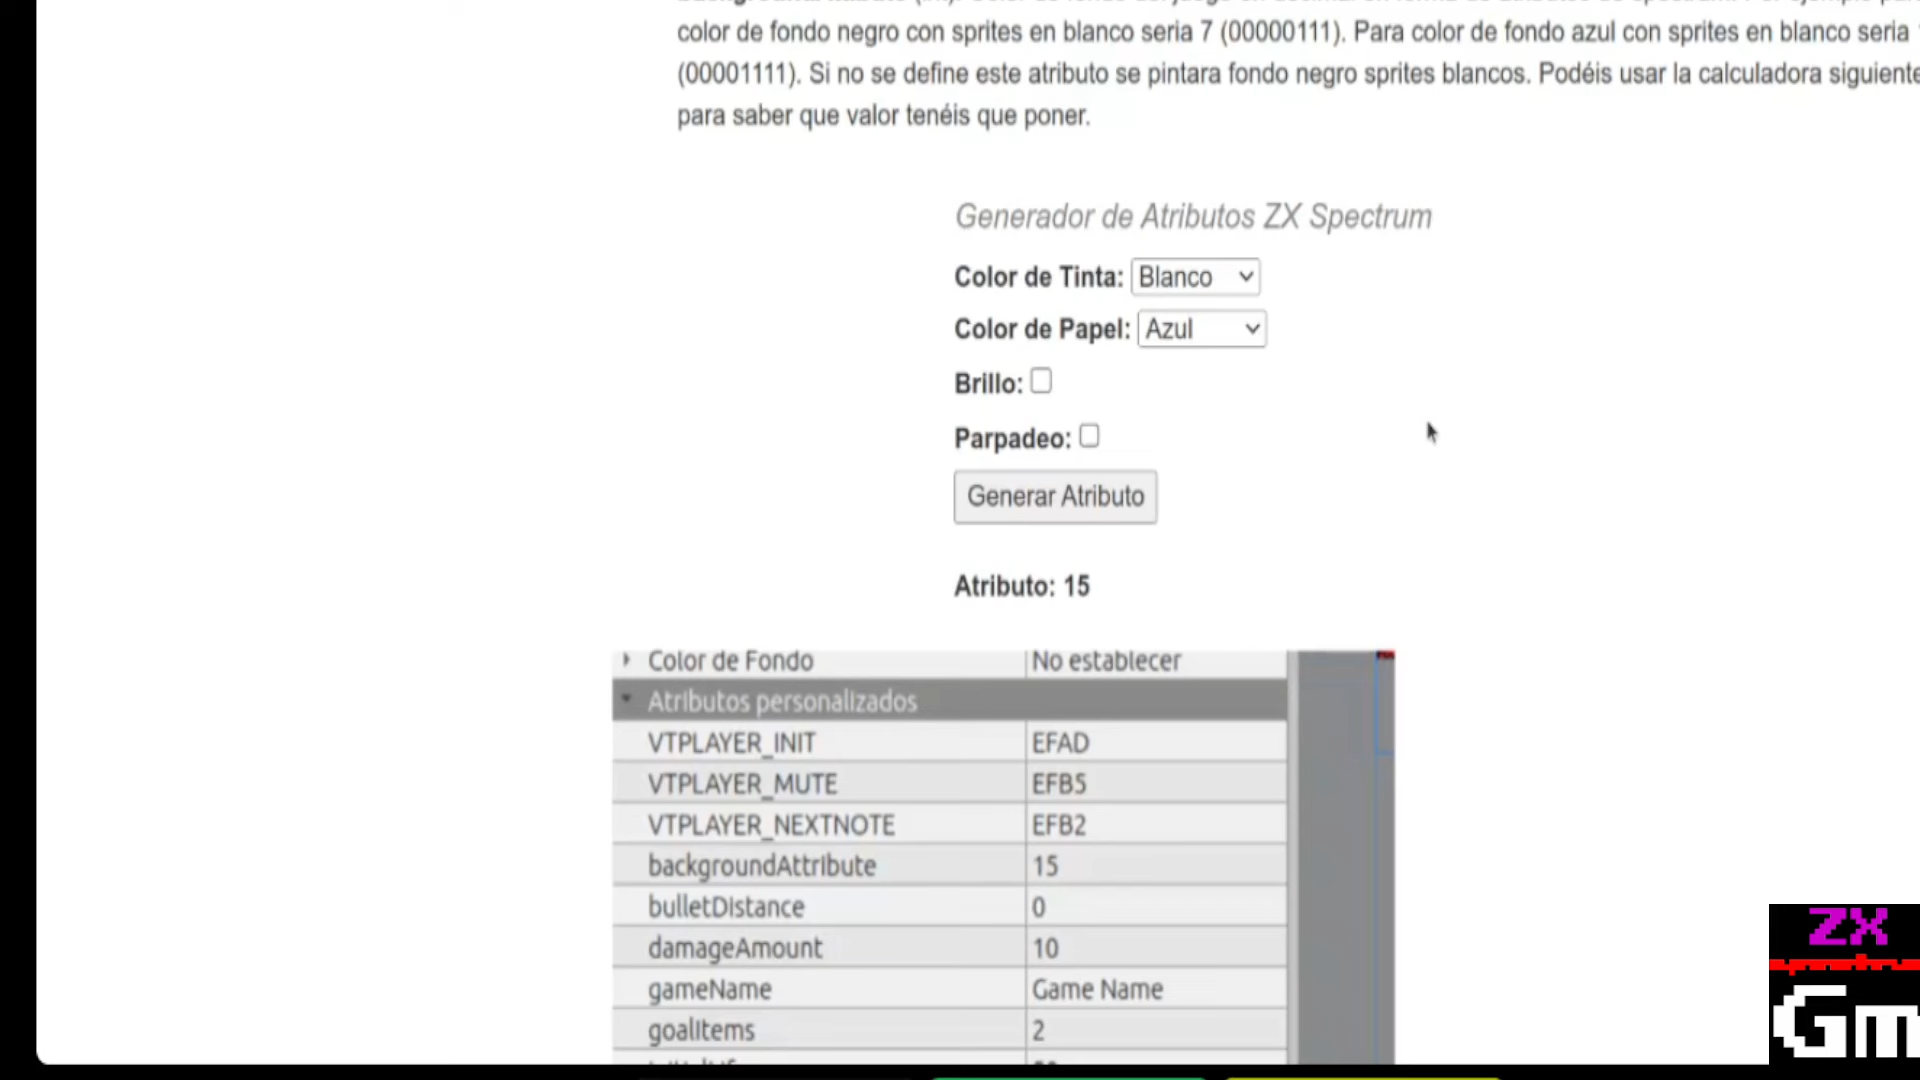 color de fondo negro con sprites en blanco seria 7 (00000111). Para color de fondo azul con sprites en blanco seria
(00001111). Si no se define este atributo se pintara fondo negro sprites blancos. Podéis usar la calculadora siguiente
para saber que valor tenéis que poner.
Generador de Atributos ZX Spectrum
Color de Tinta: Blanco
Color de Papel: Azul
Brillo:
Parpadeo:
Generar Atributo
Atributo: 15
Color de Fondo No establecer
Atributos personalizados
VTPLAYER_INIT EFAD
VTPLAYER_MUTE EFB5
VTPLAYER_NEXTNOTE EFB2
backgroundAttribute 15
bulletDistance 0
damageAmount 10
gameName Game Name
goalItems 2
ZX
Gm